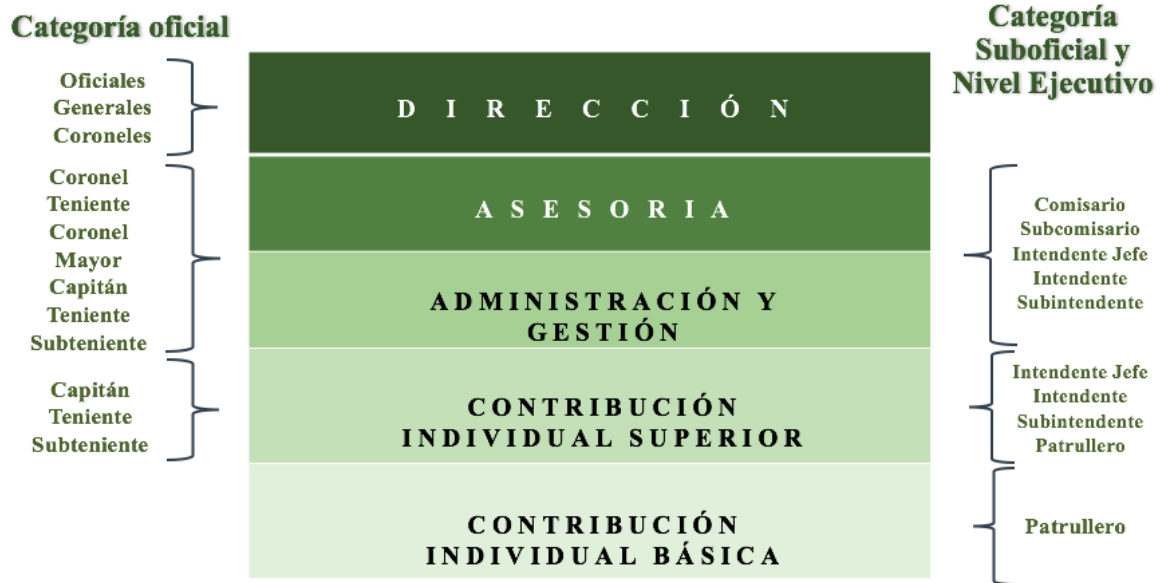 Categoría oficial
Oficiales
Generales
Coroneles
Coronel
Teniente
Coronel
Mayor
Capitán
Teniente
Subteniente
Capitán
Teniente
Subteniente
DIRECCIÓN
ASESORIA
ADMINISTRACIÓN Y
GESTIÓN
CONTRIBUCIÓN
INDIVIDUAL SUPERIOR
CONTRIBUCIÓN
INDIVIDUAL BÁSICA
Categoría
Suboficial y
Nivel Ejecutivo
Comisario
Subcomisario
Intendente Jefe
Intendente
Subintendente
Intendente Jefe
Intendente
Subintendente
Patrullero
Patrullero